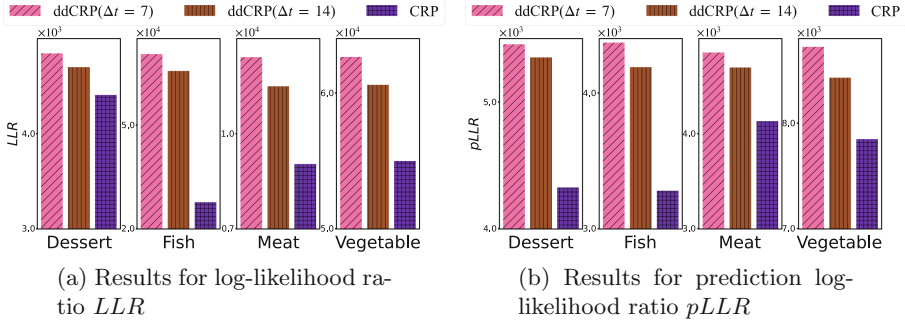 ddCRP(Δt = 7) ddCRP(Δt = 14) CRP
×10³ ×10⁴ ×10⁴ ×10⁴
LLR
4.0 5.0 1.0 6.0
3.0 2.0 0.7 5.0
Dessert Fish Meat Vegetable
(a) Results for log-likelihood ra-
tio LLR
ddCRP(Δt = 7) ddCRP(Δt = 14) CRP
×10³ ×10³ ×10³ ×10³
pLLR
5.0 4.0 4.0 8.0
4.0 3.0 3.0 7.0
Dessert Fish Meat Vegetable
(b) Results for prediction log-
likelihood ratio pLLR